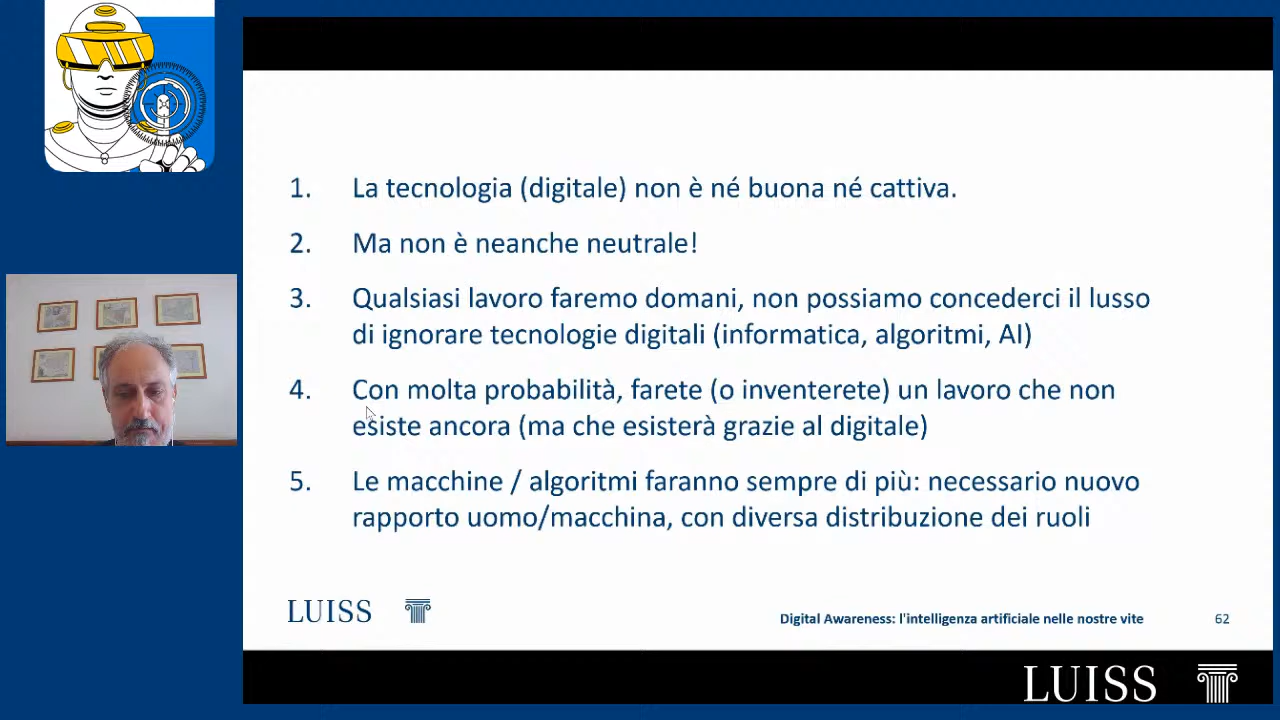 1. La tecnologia (digitale) non è né buona né cattiva.
2. Ma non è neanche neutrale!
3. Qualsiasi lavoro faremo domani, non possiamo concederci il lusso
di ignorare tecnologie digitali (informatica, algoritmi, AI)
4. Con molta probabilità, farete (o inventerete) un lavoro che non
esiste ancora (ma che esisterà grazie al digitale)
5. Le macchine / algoritmi faranno sempre di più: necessario nuovo
rapporto uomo/macchina, con diversa distribuzione dei ruoli
LUISS
Digital Awareness: l'intelligenza artificiale nelle nostre vite
62
LUISS